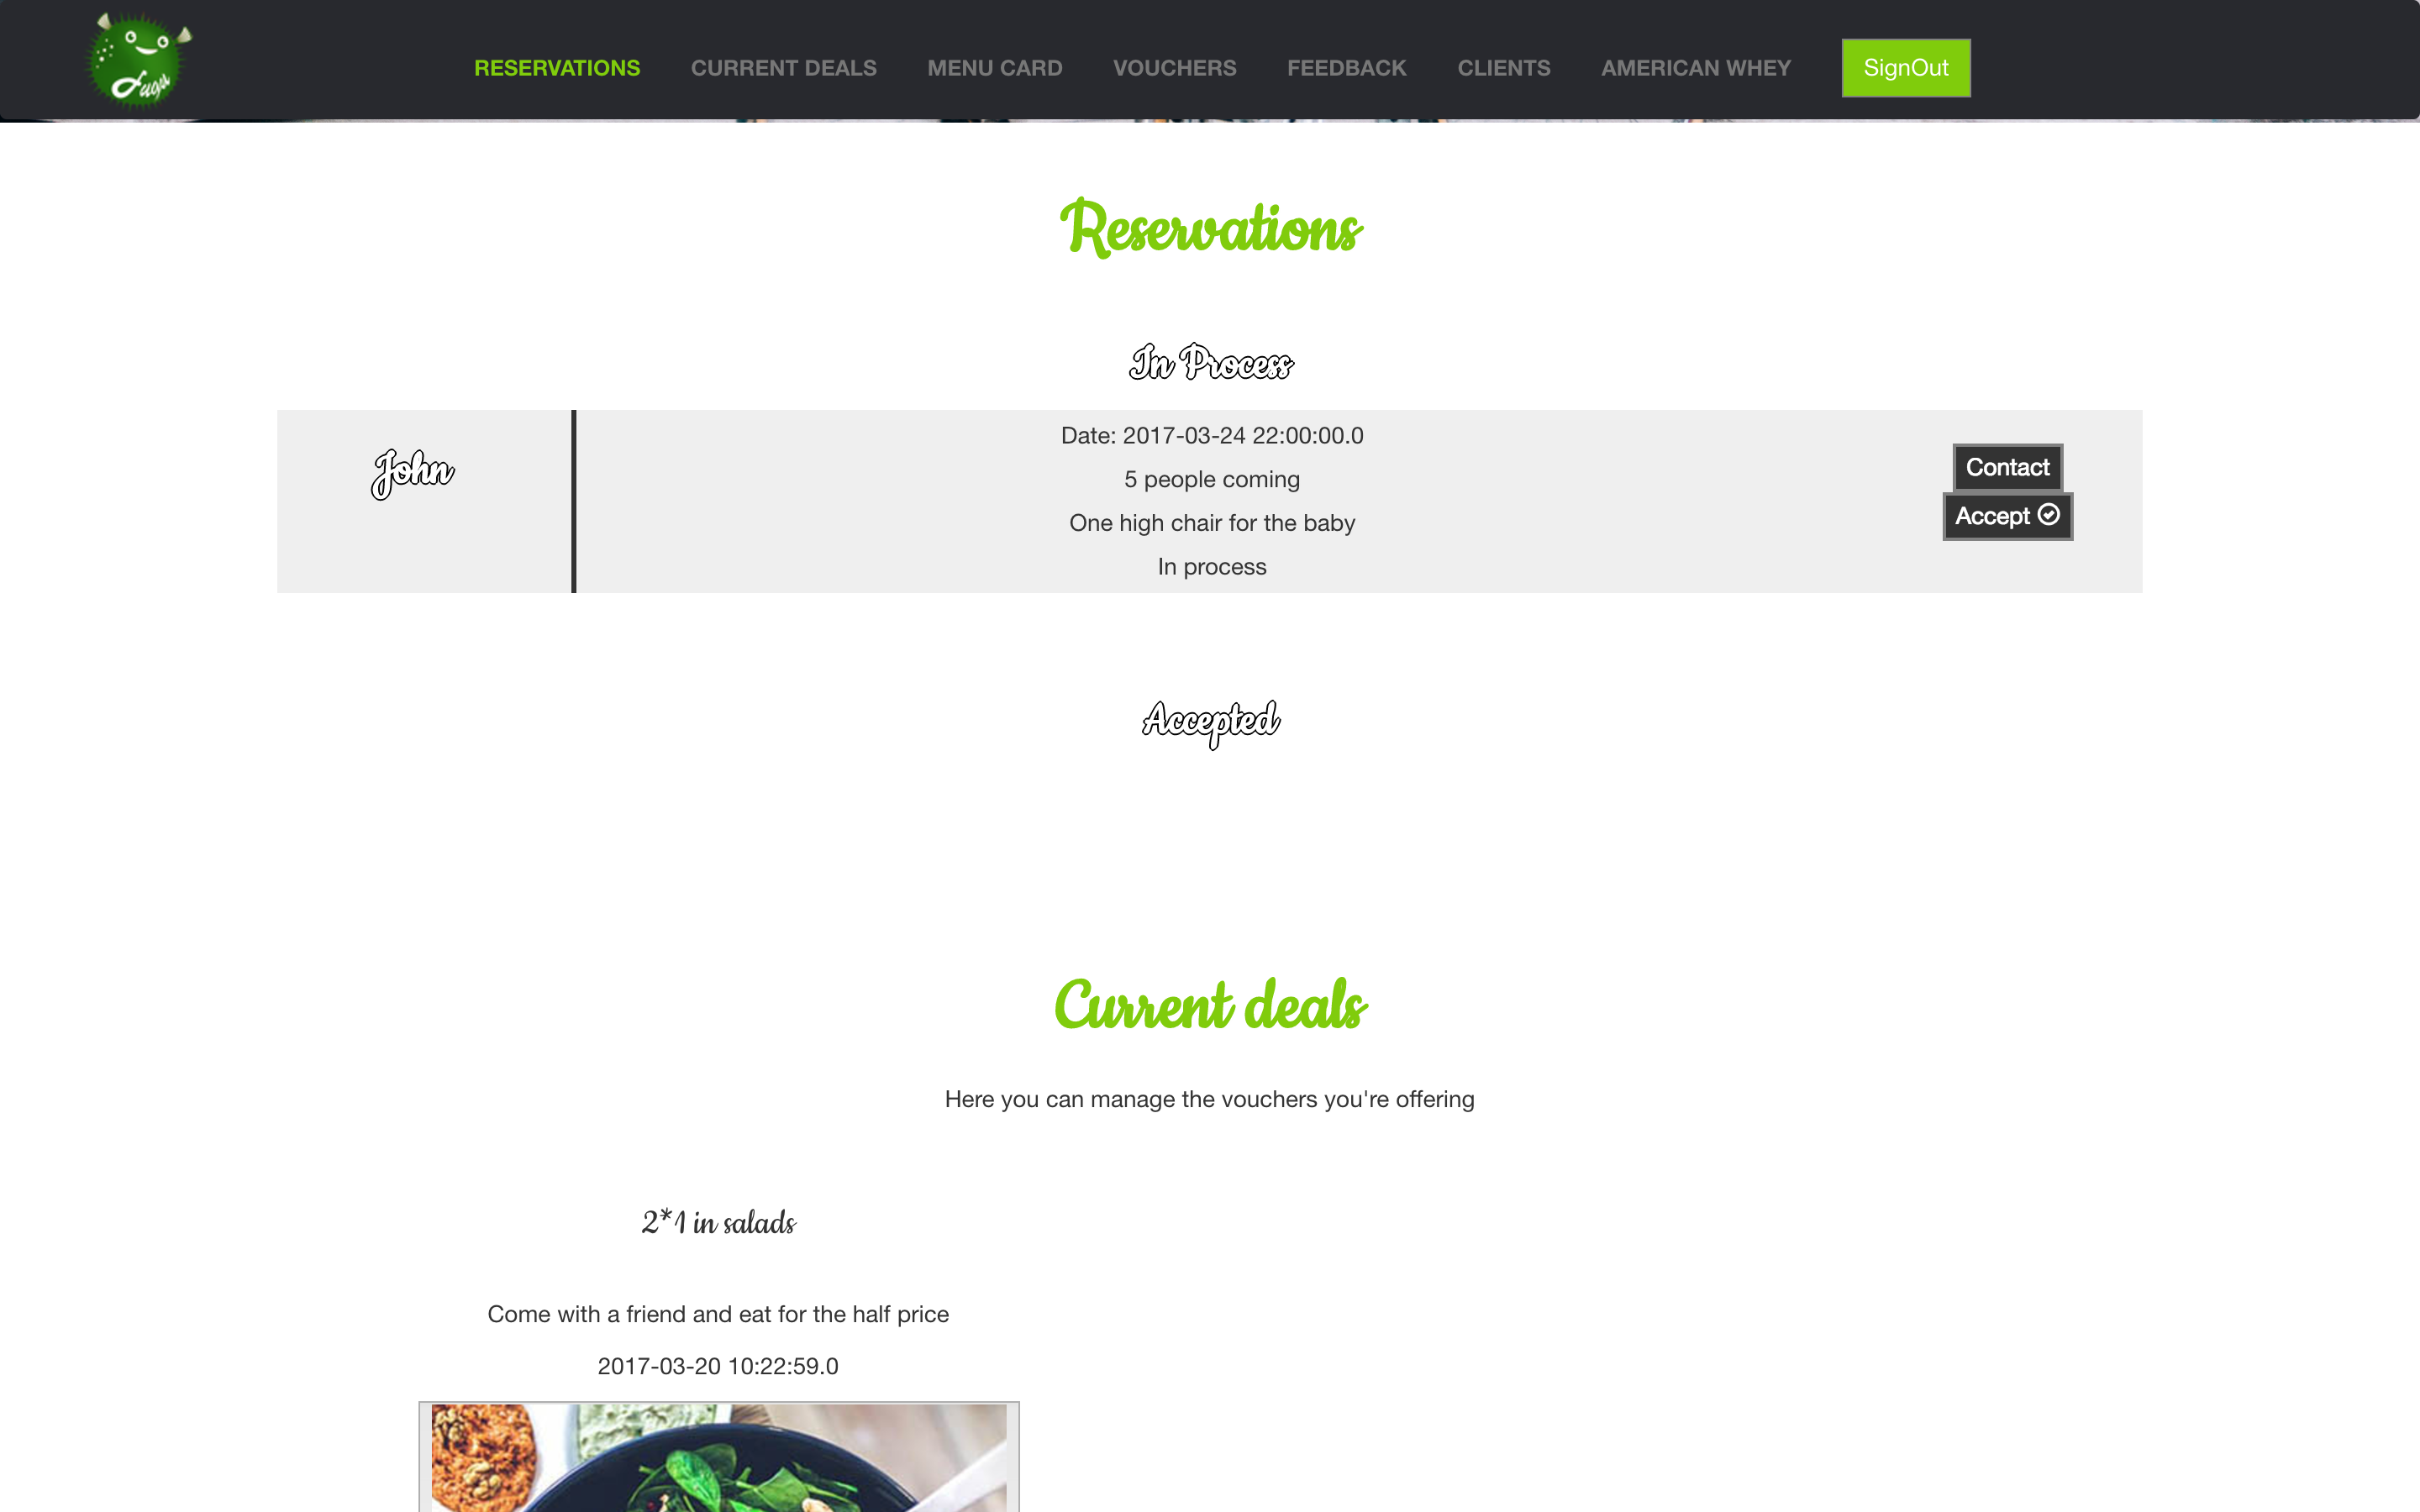 RESERVATIONS CURRENT DEALS MENU CARD VOUCHERS FEEDBACK CLIENTS AMERICAN WHEY SignOut
Reservations
In Process
John
Date: 2017-03-24 22:00:00.0
5 people coming
One high chair for the baby
In process
Contact
Accept
Accepted
Current deals
Here you can manage the vouchers you're offering
2*1 in salads
Come with a friend and eat for the half price
2017-03-20 10:22:59.0